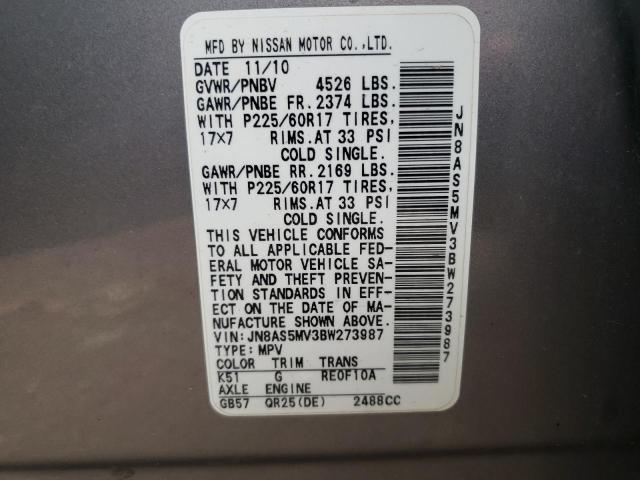 MFD BY NISSAN MOTOR CO.,LTD.
DATE 11/10
GVWR/PNBV 4526 LBS.
GAWR/PNBE FR. 2374 LBS.
WITH P225/60R17 TIRES,
17×7 RIMS. AT 33 PSI
COLD SINGLE.
GAWR/PNBE RR. 2169 LBS.
WITH P225/60R17 TIRES,
17×7 RIMS. AT 33 PSI
COLD SINGLE.
THIS VEHICLE CONFORMS
TO ALL APPLICABLE FED-
ERAL MOTOR VEHICLE SA-
FETY AND THEFT PREVEN-
TION STANDARDS IN EFF-
ECT ON THE DATE OF MA-
NUFACTURE SHOWN ABOVE.
VIN: JN8AS5MV3BW273987
TYPE: MPV
COLOR TRIM TRANS
K51 G RE0F10A
AXLE ENGINE
GB57 QR25(DE) 2488CC
JN8AS5MV3BW273987